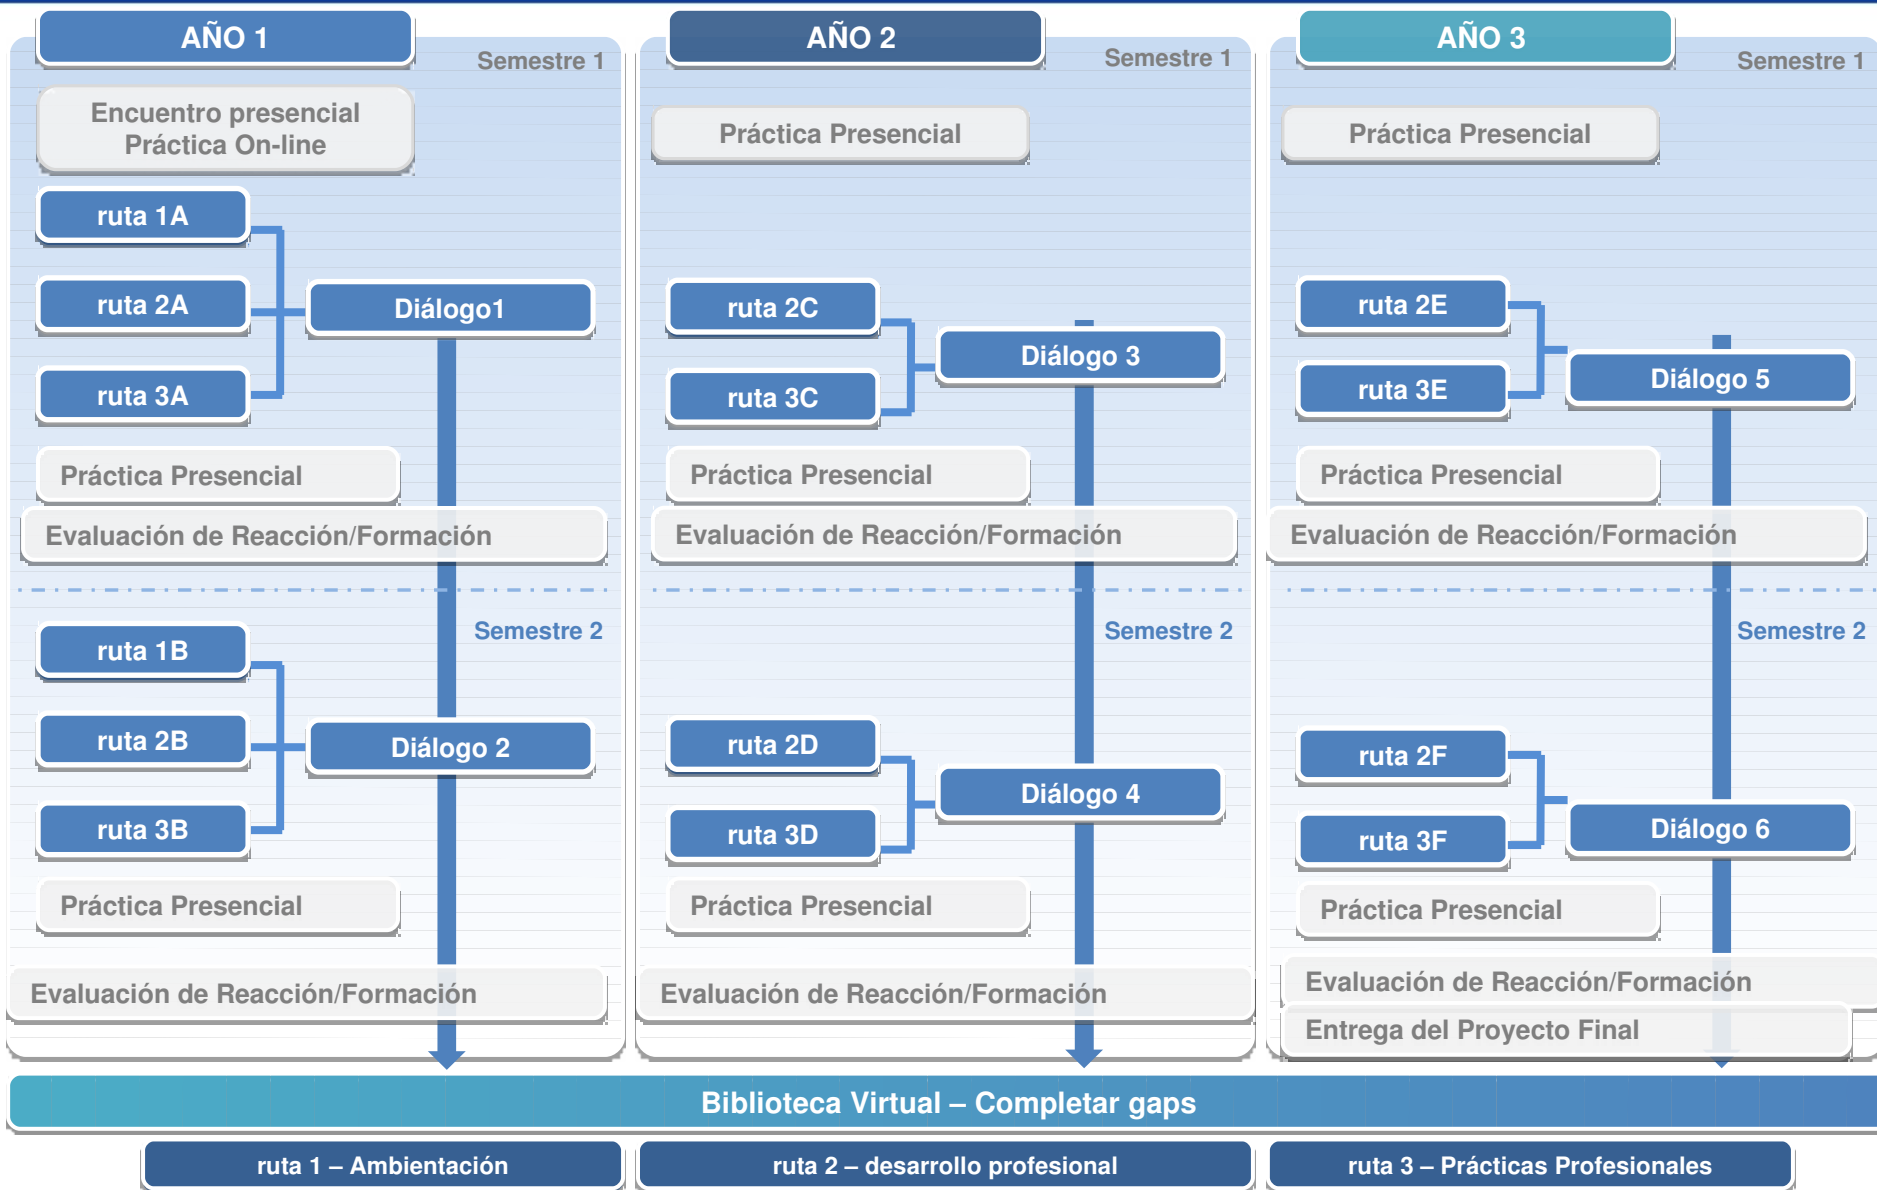 AÑO 1
Semestre 1
Encuentro presencial
Práctica On-line
ruta 1A
ruta 2A
ruta 3A
Diálogo1
Práctica Presencial
Evaluación de Reacción/Formación
Semestre 2
ruta 1B
ruta 2B
ruta 3B
Diálogo 2
Práctica Presencial
Evaluación de Reacción/Formación
AÑO 2
Semestre 1
Práctica Presencial
ruta 2C
ruta 3C
Diálogo 3
Práctica Presencial
Evaluación de Reacción/Formación
Semestre 2
ruta 2D
ruta 3D
Diálogo 4
Práctica Presencial
Evaluación de Reacción/Formación
AÑO 3
Semestre 1
Práctica Presencial
ruta 2E
ruta 3E
Diálogo 5
Práctica Presencial
Evaluación de Reacción/Formación
Semestre 2
ruta 2F
ruta 3F
Diálogo 6
Práctica Presencial
Evaluación de Reacción/Formación
Entrega del Proyecto Final
Biblioteca Virtual – Completar gaps
ruta 1 – Ambientación
ruta 2 – desarrollo profesional
ruta 3 – Prácticas Profesionales